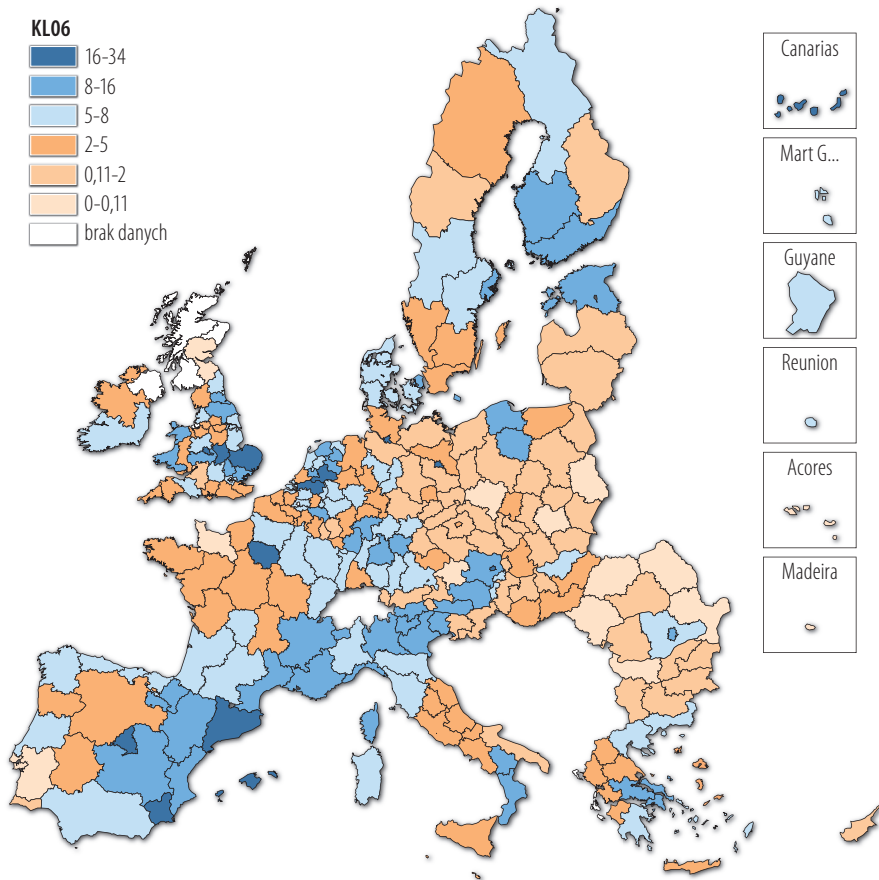 KL06
16-34
8-16
5-8
2-5
0,11-2
0-0,11
brak danych
Canarias
Mart G...
Guyane
Reunion
Acores
Madeira